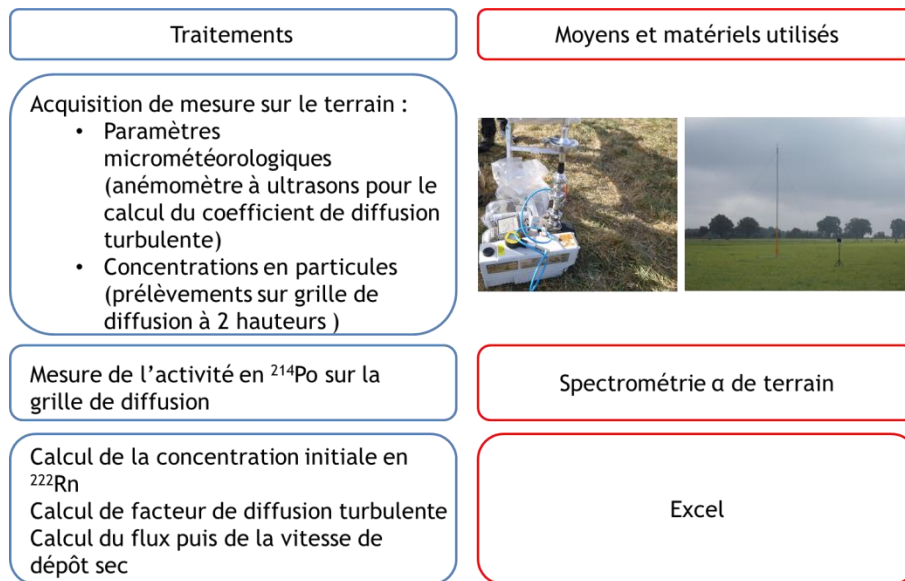 Traitements
Moyens et matériels utilisés
Acquisition de mesure sur le terrain :
• Paramètres
micrométéorologiques
(anémomètre à ultrasons pour le
calcul du coefficient de diffusion
turbulente)
• Concentrations en particules
(prélèvements sur grille de
diffusion à 2 hauteurs )
Mesure de l’activité en ²¹⁴Po sur la
grille de diffusion
Spectrométrie α de terrain
Calcul de la concentration initiale en
²²²Rn
Calcul de facteur de diffusion turbulente
Calcul du flux puis de la vitesse de
dépôt sec
Excel